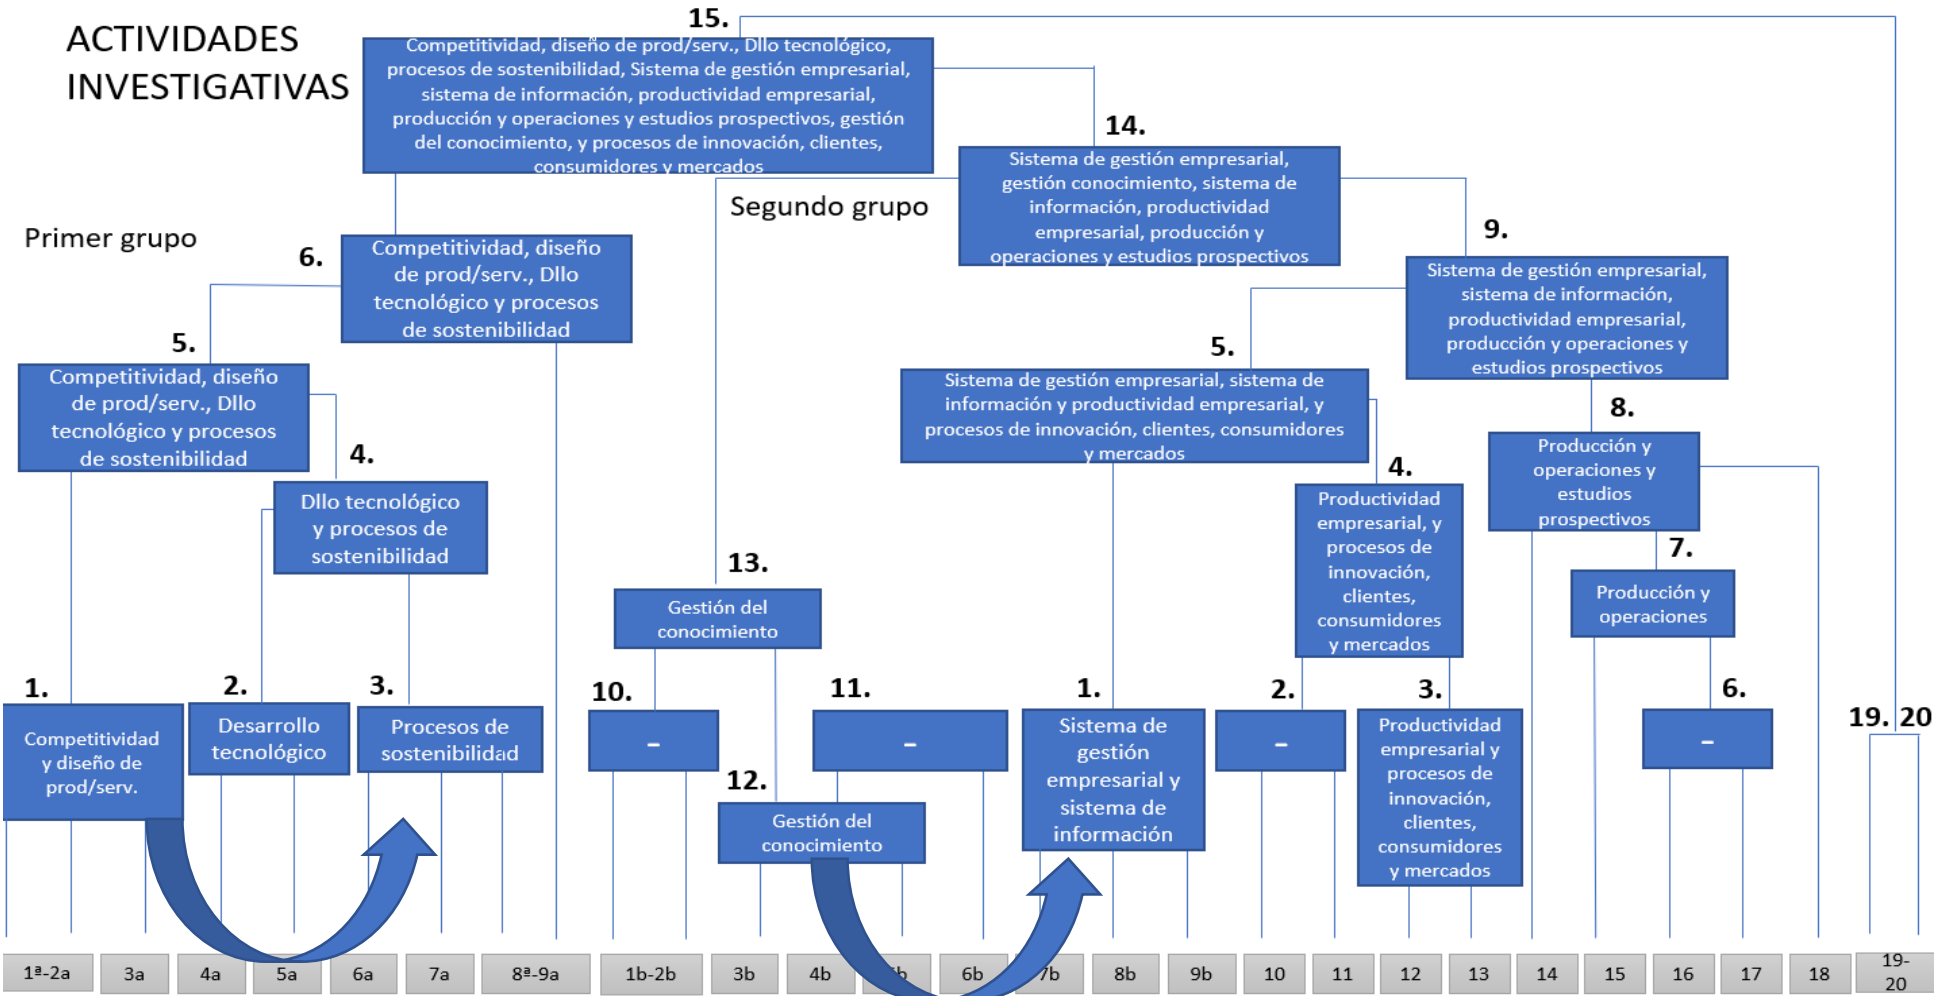 ACTIVIDADES
INVESTIGATIVAS
15.
Competitividad, diseño de prod/serv., Dllo tecnológico,
procesos de sostenibilidad, Sistema de gestión empresarial,
sistema de información, productividad empresarial,
producción y operaciones y estudios prospectivos, gestión
del conocimiento, y procesos de innovación, clientes,
consumidores y mercados
14.
Sistema de gestión empresarial,
gestión conocimiento, sistema de
información, productividad
empresarial, producción y
operaciones y estudios prospectivos
Segundo grupo
Primer grupo
6.
Competitividad, diseño
de prod/serv., Dllo
tecnológico y procesos
de sostenibilidad
9.
Sistema de gestión empresarial,
sistema de información,
productividad empresarial,
producción y operaciones y
estudios prospectivos
5.
Competitividad, diseño
de prod/serv., Dllo
tecnológico y procesos
de sostenibilidad
5.
Sistema de gestión empresarial, sistema de
información y productividad empresarial, y
procesos de innovación, clientes, consumidores
y mercados
8.
Producción y
operaciones y
estudios
prospectivos
4.
Dllo tecnológico
y procesos de
sostenibilidad
4.
Productividad
empresarial, y
procesos de
innovación,
clientes,
consumidores
y mercados
7.
Producción y
operaciones
13.
Gestión del
conocimiento
1.
Competitividad
y diseño de
prod/serv.
2.
Desarrollo
tecnológico
3.
Procesos de
sostenibilidad
10.
–
11.
–
12.
Gestión del
conocimiento
1.
Sistema de
gestión
empresarial y
sistema de
información
2.
–
3.
Productividad
empresarial y
procesos de
innovación,
clientes,
consumidores
y mercados
6.
–
19. 20
1ª-2a
3a
4a
5a
6a
7a
8ª-9a
1b-2b
3b
4b
6b
7b
8b
9b
10
11
12
13
14
15
16
17
18
19-
20